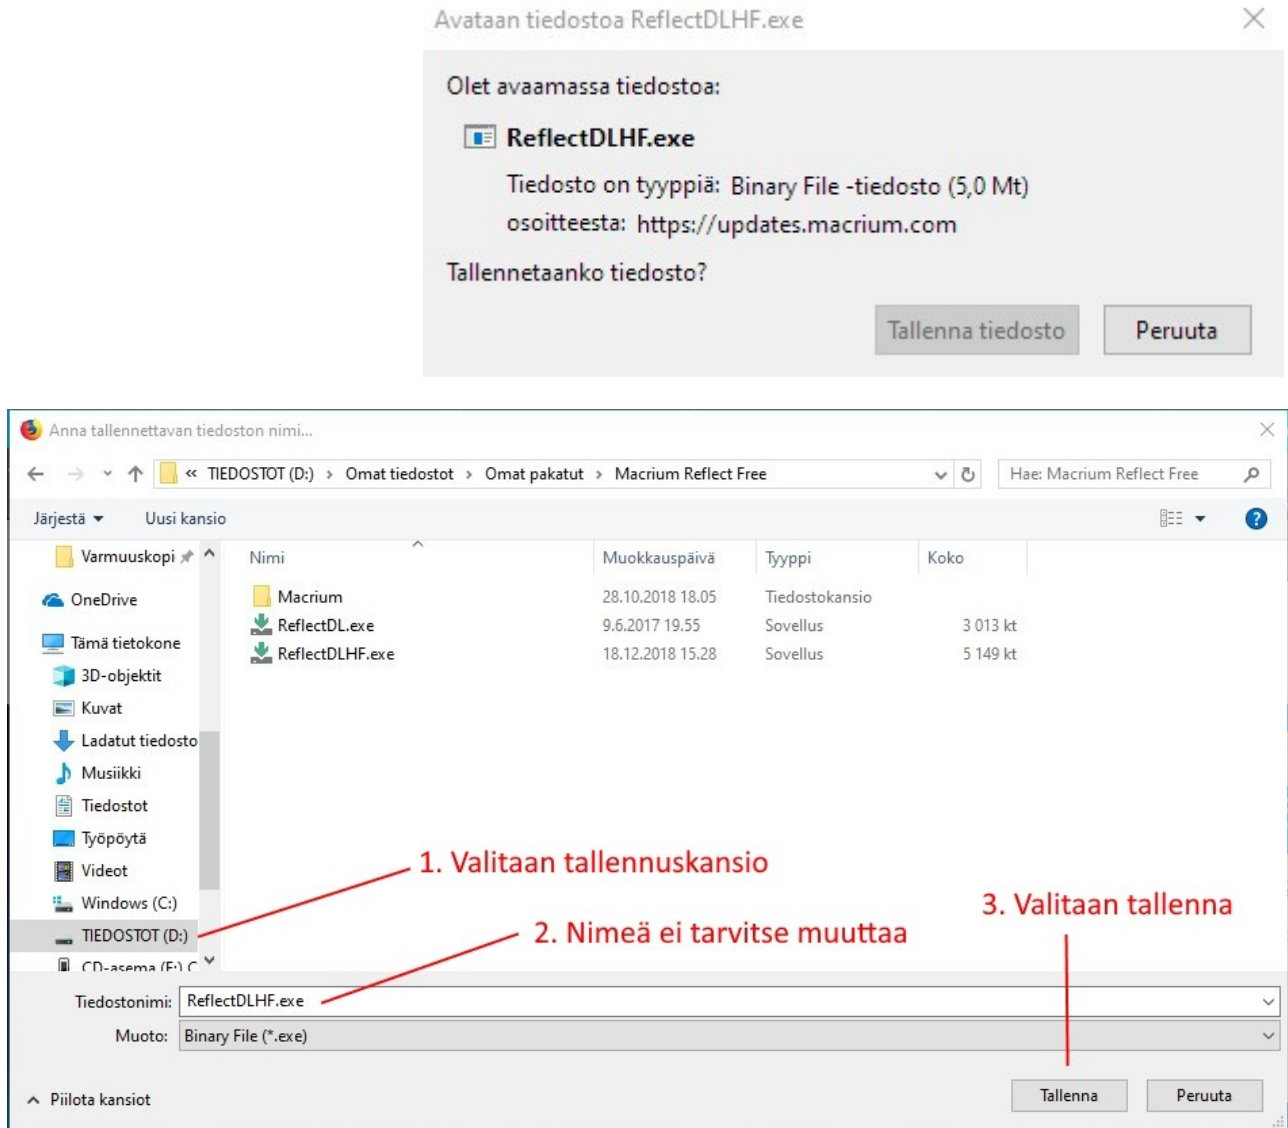 Avataan tiedostoa ReflectDLHF.exe
Olet avaamassa tiedostoa:
ReflectDLHF.exe
Tiedosto on tyyppiä: Binary File -tiedosto (5,0 Mt)
osoitteesta: https://updates.macrium.com
Tallennetaanko tiedosto?
Tallenna tiedosto Peruuta
Anna tallennettavan tiedoston nimi...
« TIEDOSTOT (D:) › Omat tiedostot › Omat pakatut › Macrium Reflect Free Hae: Macrium Reflect Free
Järjestä Uusi kansio
Varmuuskopi Nimi Muokkauspäivä Tyyppi Koko
OneDrive Macrium 28.10.2018 18.05 Tiedostokansio
ReflectDL.exe 9.6.2017 19.55 Sovellus 3 013 kt
Tämä tietokone ReflectDLHF.exe 18.12.2018 15.28 Sovellus 5 149 kt
3D-objektit
Kuvat
Ladatut tiedosto
Musiikki
Tiedostot
Työpöytä
Videot 1. Valitaan tallennuskansio
Windows (C:) 3. Valitaan tallenna
TIEDOSTOT (D:) 2. Nimeä ei tarvitse muuttaa
CD-asema (F:) C
Tiedostonimi: ReflectDLHF.exe
Muoto: Binary File (*.exe)
Piilota kansiot Tallenna Peruuta